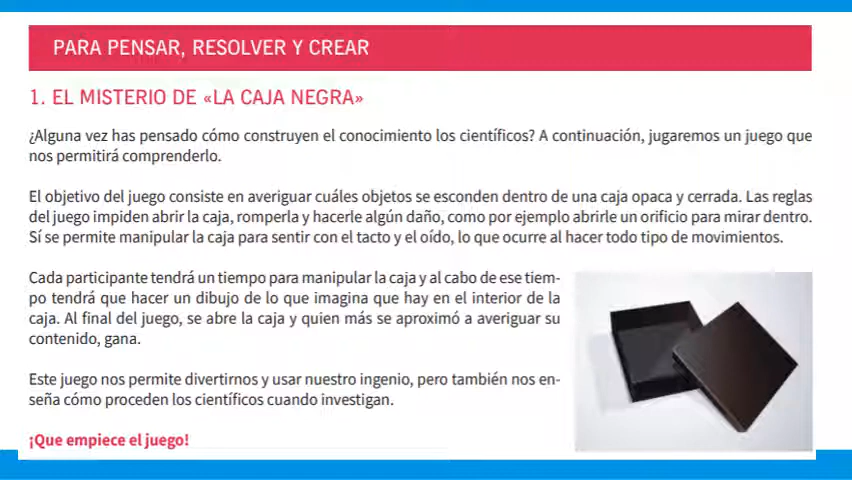 PARA PENSAR, RESOLVER Y CREAR
1. EL MISTERIO DE «LA CAJA NEGRA»
¿Alguna vez has pensado cómo construyen el conocimiento los científicos? A continuación, jugaremos un juego que
nos permitirá comprenderlo.
El objetivo del juego consiste en averiguar cuáles objetos se esconden dentro de una caja opaca y cerrada. Las reglas
del juego impiden abrir la caja, romperla y hacerle algún daño, como por ejemplo abrirle un orificio para mirar dentro.
Sí se permite manipular la caja para sentir con el tacto y el oído, lo que ocurre al hacer todo tipo de movimientos.
Cada participante tendrá un tiempo para manipular la caja y al cabo de ese tiem-
po tendrá que hacer un dibujo de lo que imagina que hay en el interior de la
caja. Al final del juego, se abre la caja y quien más se aproximó a averiguar su
contenido, gana.
Este juego nos permite divertirnos y usar nuestro ingenio, pero también nos en-
seña cómo proceden los científicos cuando investigan.
¡Que empiece el juego!